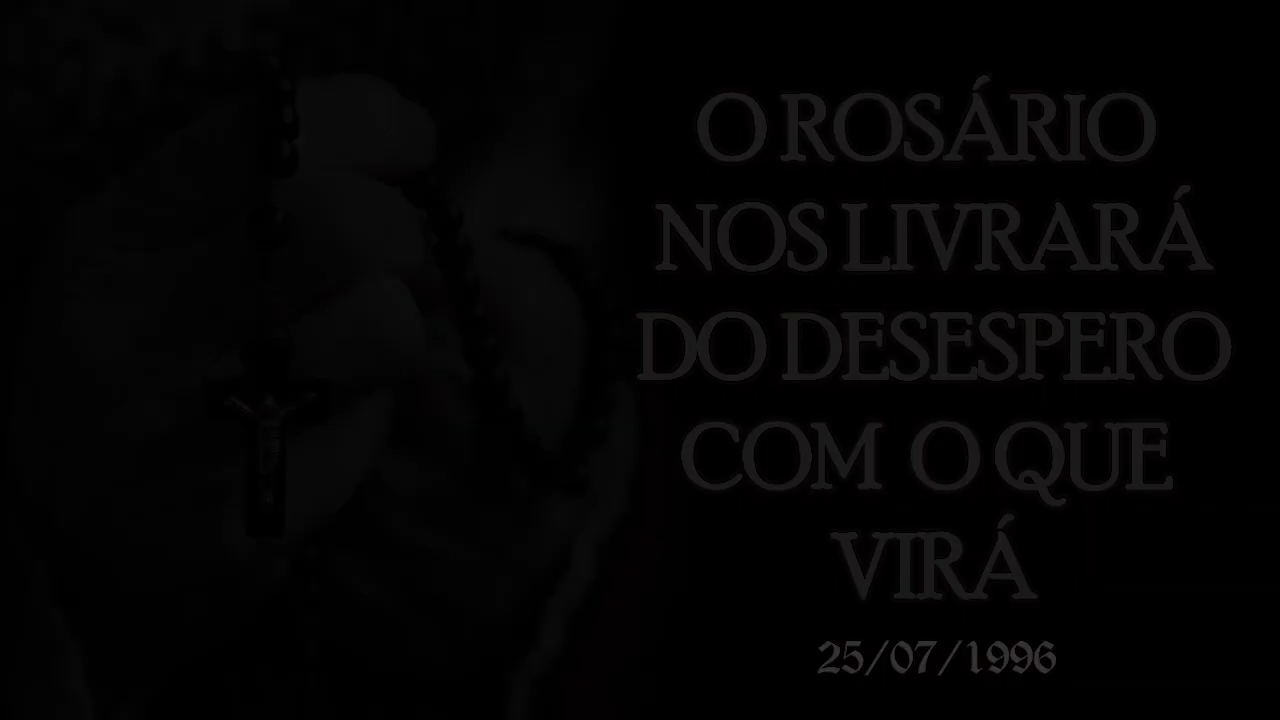 O ROSÁRIO
NOS LIVRARÁ
DO DESESPERO
COM O QUE
VIRÁ
25/07/1996